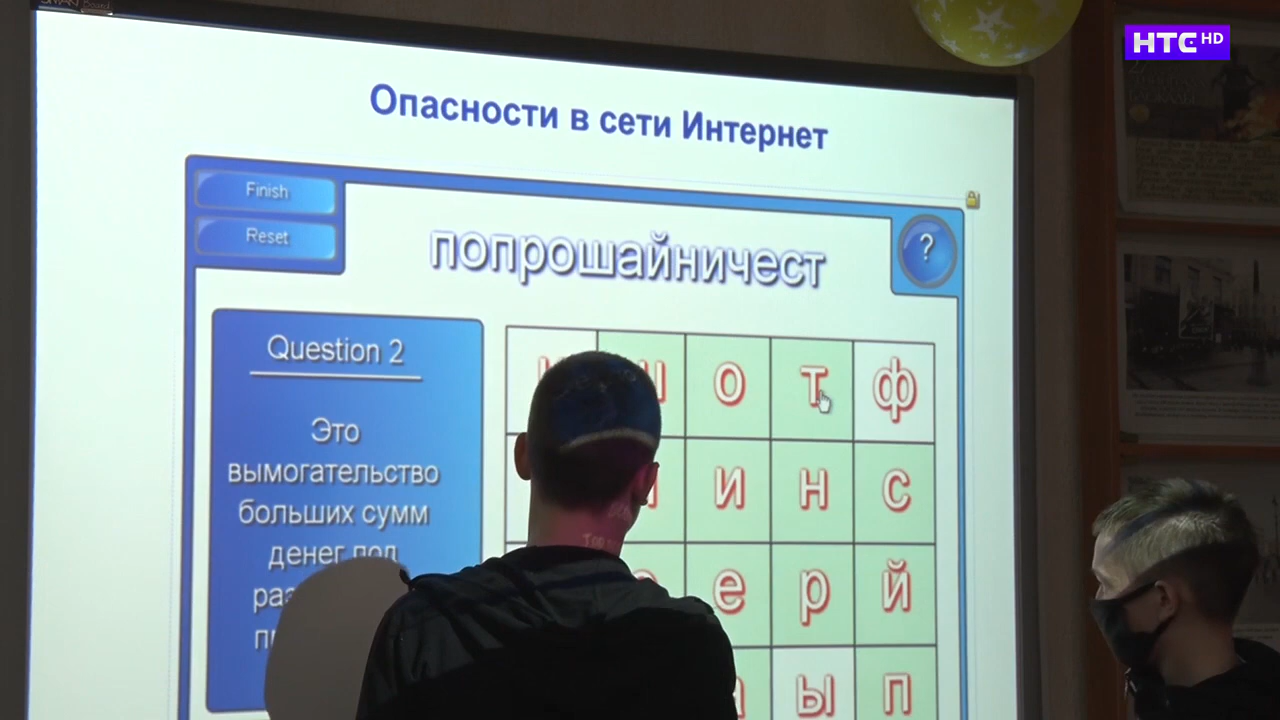 НТС HD
Опасности в сети Интернет
Finish
Reset
попрошайничест
?
Question 2
Это
вымогательство
больших сумм
денег под
о т ф
и н с
е р й
ы п